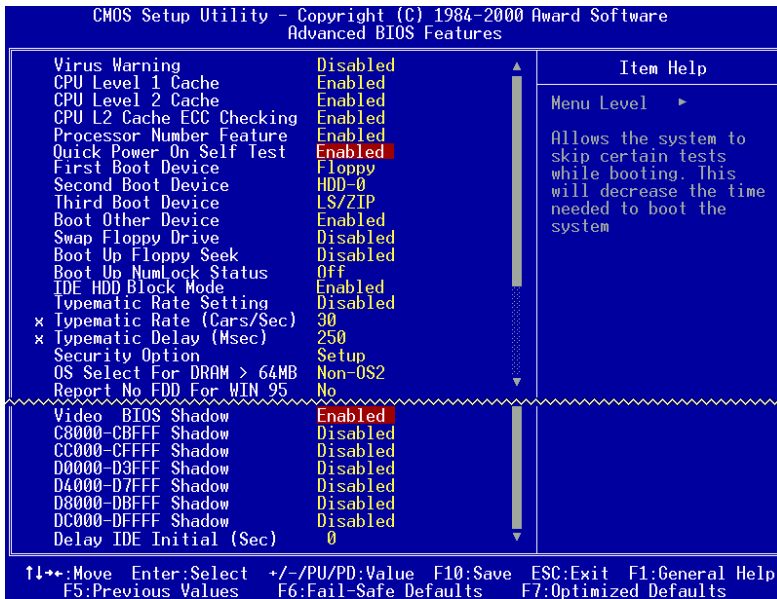 CMOS Setup Utility - Copyright (C) 1984-2000 Award Software
Advanced BIOS Features
Virus Warning Disabled
CPU Level 1 Cache Enabled
CPU Level 2 Cache Enabled
CPU L2 Cache ECC Checking Enabled
Processor Number Feature Enabled
Quick Power On Self Test Enabled
First Boot Device Floppy
Second Boot Device HDD-0
Third Boot Device LS/ZIP
Boot Other Device Enabled
Swap Floppy Drive Disabled
Boot Up Floppy Seek Disabled
Boot Up NumLock Status Off
IDE HDD Block Mode Enabled
Typematic Rate Setting Disabled
x Typematic Rate (Cars/Sec) 30
x Typematic Delay (Msec) 250
Security Option Setup
OS Select For DRAM > 64MB Non-OS2
Report No FDD For WIN 95 No
Video BIOS Shadow Enabled
C8000-CBFFF Shadow Disabled
CC000-CFFFF Shadow Disabled
D0000-D3FFF Shadow Disabled
D4000-D7FFF Shadow Disabled
D8000-DBFFF Shadow Disabled
DC000-DFFFF Shadow Disabled
Delay IDE Initial (Sec) 0
Item Help
Menu Level ►
Allows the system to
skip certain tests
while booting. This
will decrease the time
needed to boot the
system
↑↓→←:Move Enter:Select +/-/PU/PD:Value F10:Save ESC:Exit F1:General Help
F5:Previous Values F6:Fail-Safe Defaults F7:Optimized Defaults